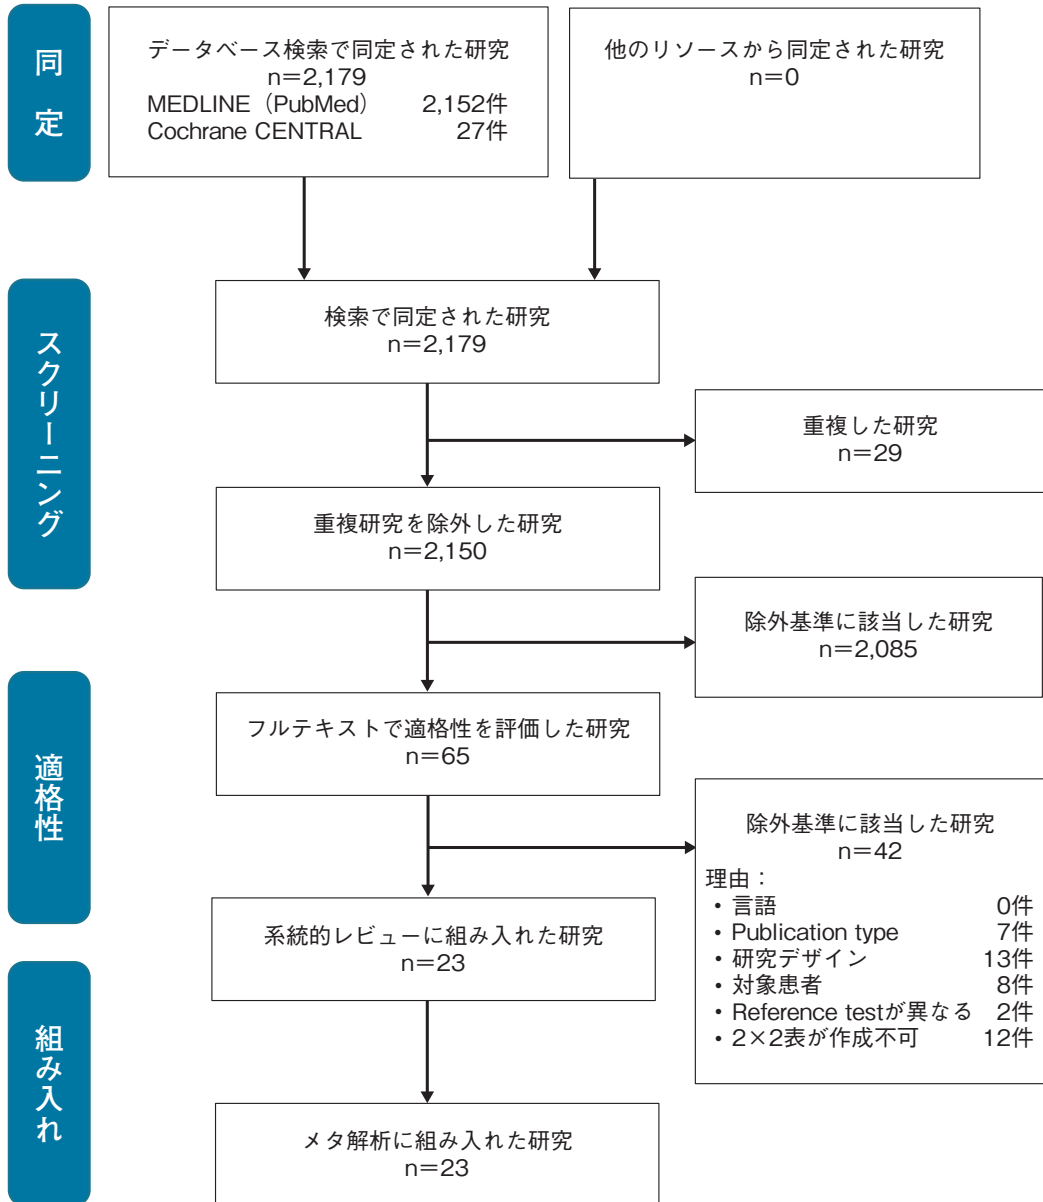 同定
データベース検索で同定された研究
n＝2,179
MEDLINE（PubMed） 2,152件
Cochrane CENTRAL 27件
他のリソースから同定された研究
n＝0
スクリーニング
検索で同定された研究
n＝2,179
重複した研究
n＝29
重複研究を除外した研究
n＝2,150
除外基準に該当した研究
n＝2,085
適格性
フルテキストで適格性を評価した研究
n＝65
除外基準に該当した研究
n＝42
理由：
・言語 0件
・Publication type 7件
・研究デザイン 13件
・対象患者 8件
・Reference testが異なる 2件
・2×2表が作成不可 12件
系統的レビューに組み入れた研究
n＝23
組み入れ
メタ解析に組み入れた研究
n＝23